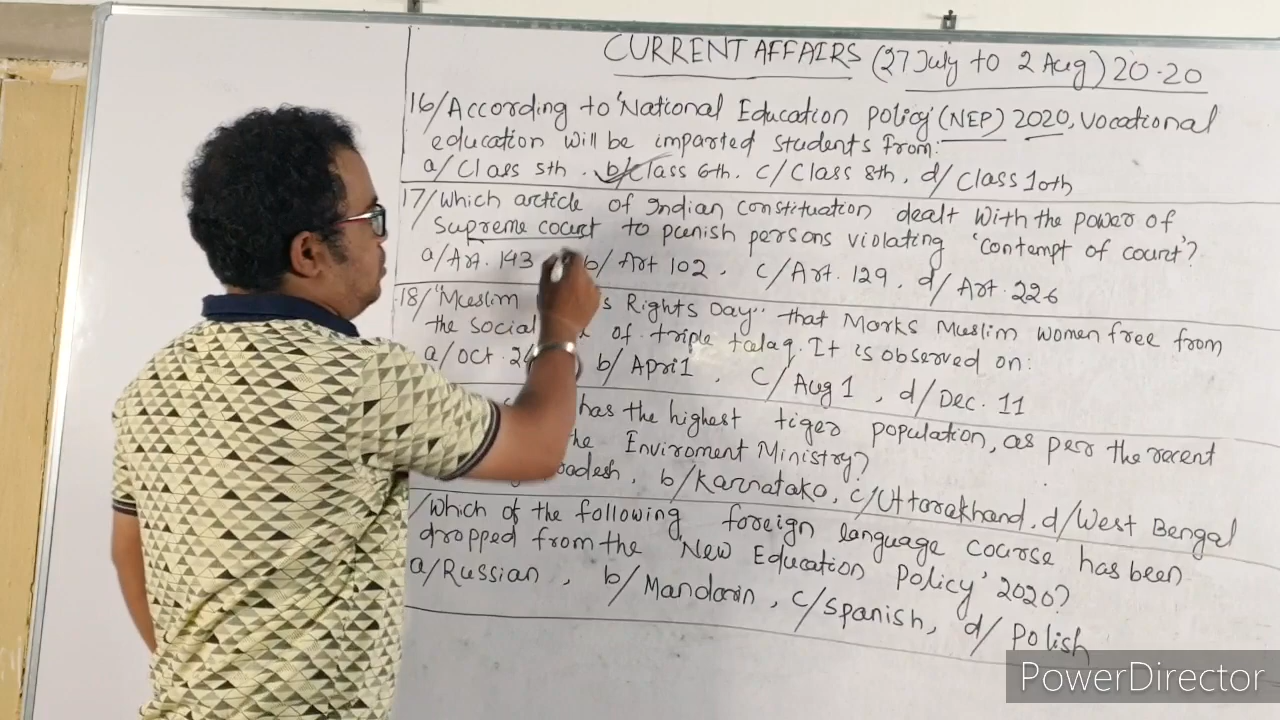 CURRENT AFFAIRS (27 July to 2 Aug) 20-20
16/ According to 'National Education Policy' (NEP) 2020, vocational
education will be imparted students from:
a/ Class 5th. b/ Class 6th. c/ Class 8th. d/ Class 10th
17/ Which article of Indian constituation dealt with the power of
Supreme court to punish persons violating 'contempt of court'?
a/ Art. 143 b/ Art 102, c/ Art. 129, d/ Art. 226
18/ "Muslim Rights Day" that Marks Muslim women free from
the social of triple talaq. It is observed on:
a/ Oct. b/ April 1, c/ Aug 1, d/ Dec. 11
has the highest tiger population, as per the recent
the Enviroment Ministry?
b/ Karnatako, c/ Uttarakhand, d/ West Bengal
/ Which of the following foreign language course has been
dropped from the 'New Education Policy' 2020?
a/ Russian, b/ Mandarin, c/ Spanish, d/ Polish
PowerDirector